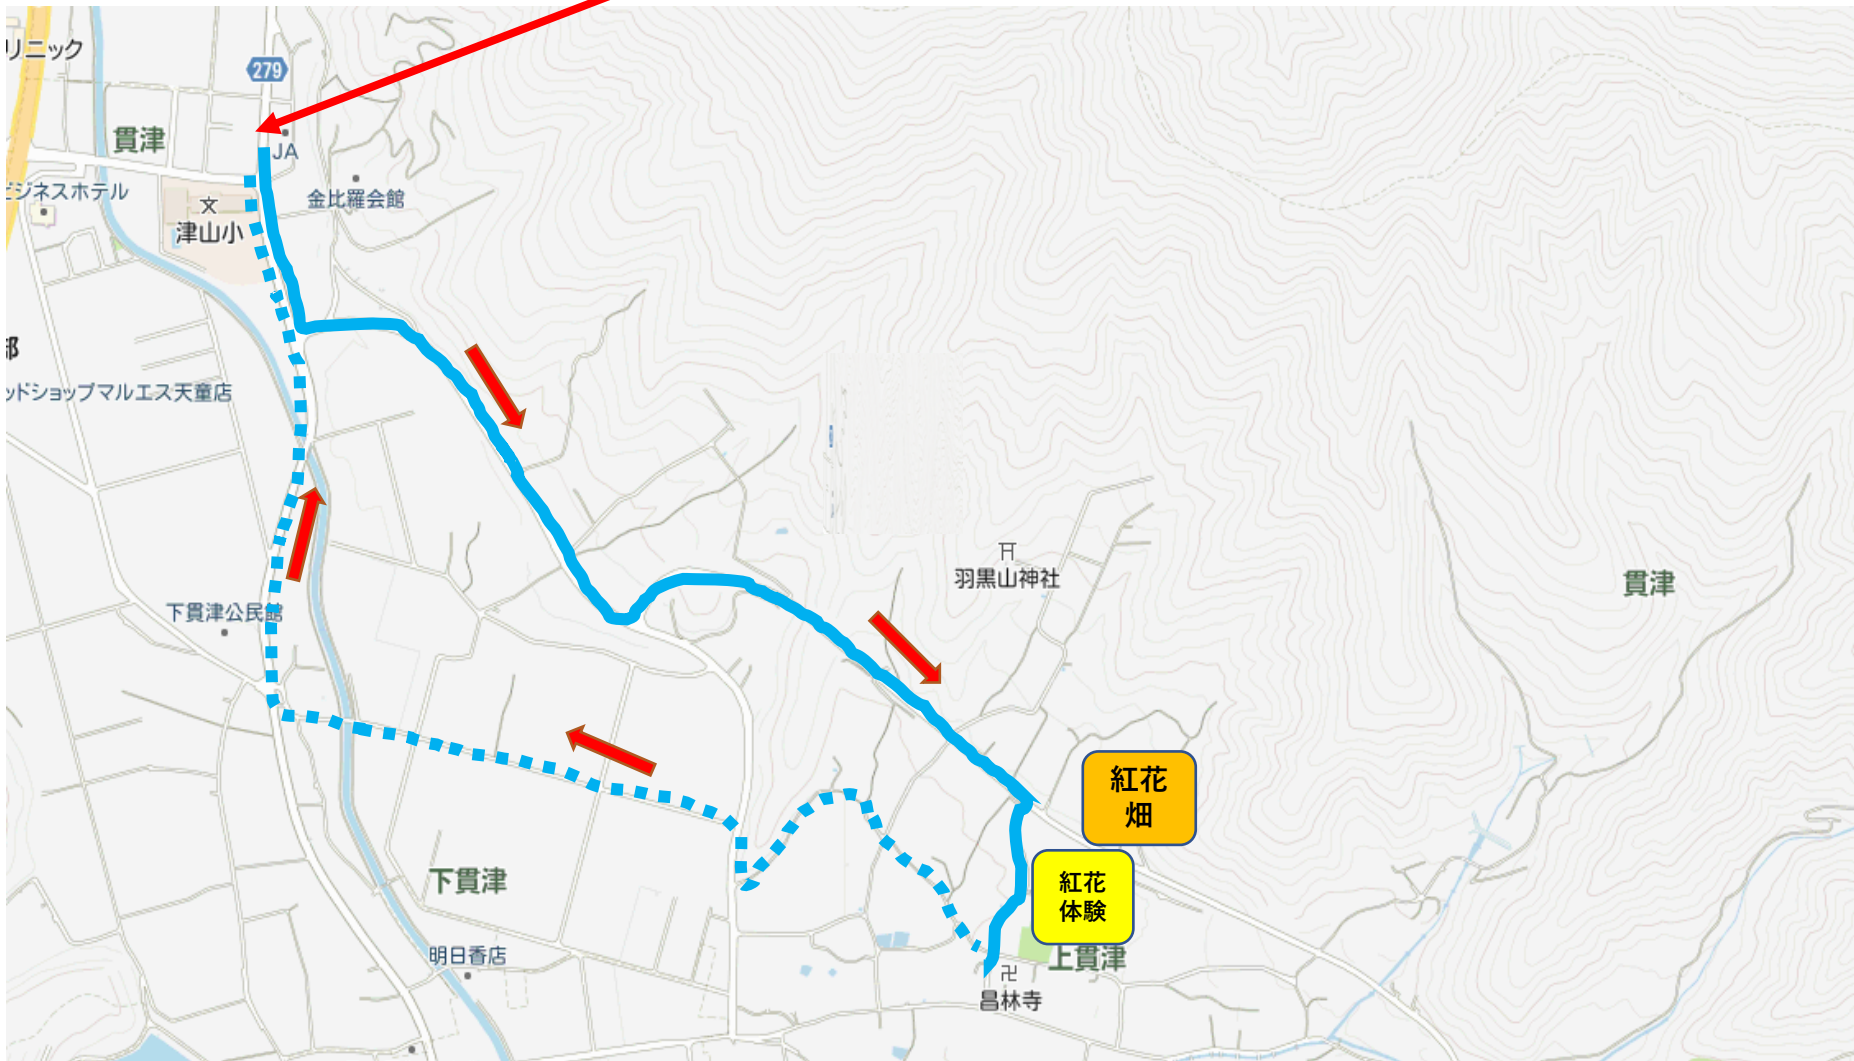 リニック
279
貫津
JA
ビジネスホテル
金比羅会館
文
津山小
部
ッドショップマルエス天童店
羽黒山神社
貫津
下貫津公民館
紅花
畑
紅花
体験
下貫津
明日香店
上貫津
卍
昌林寺